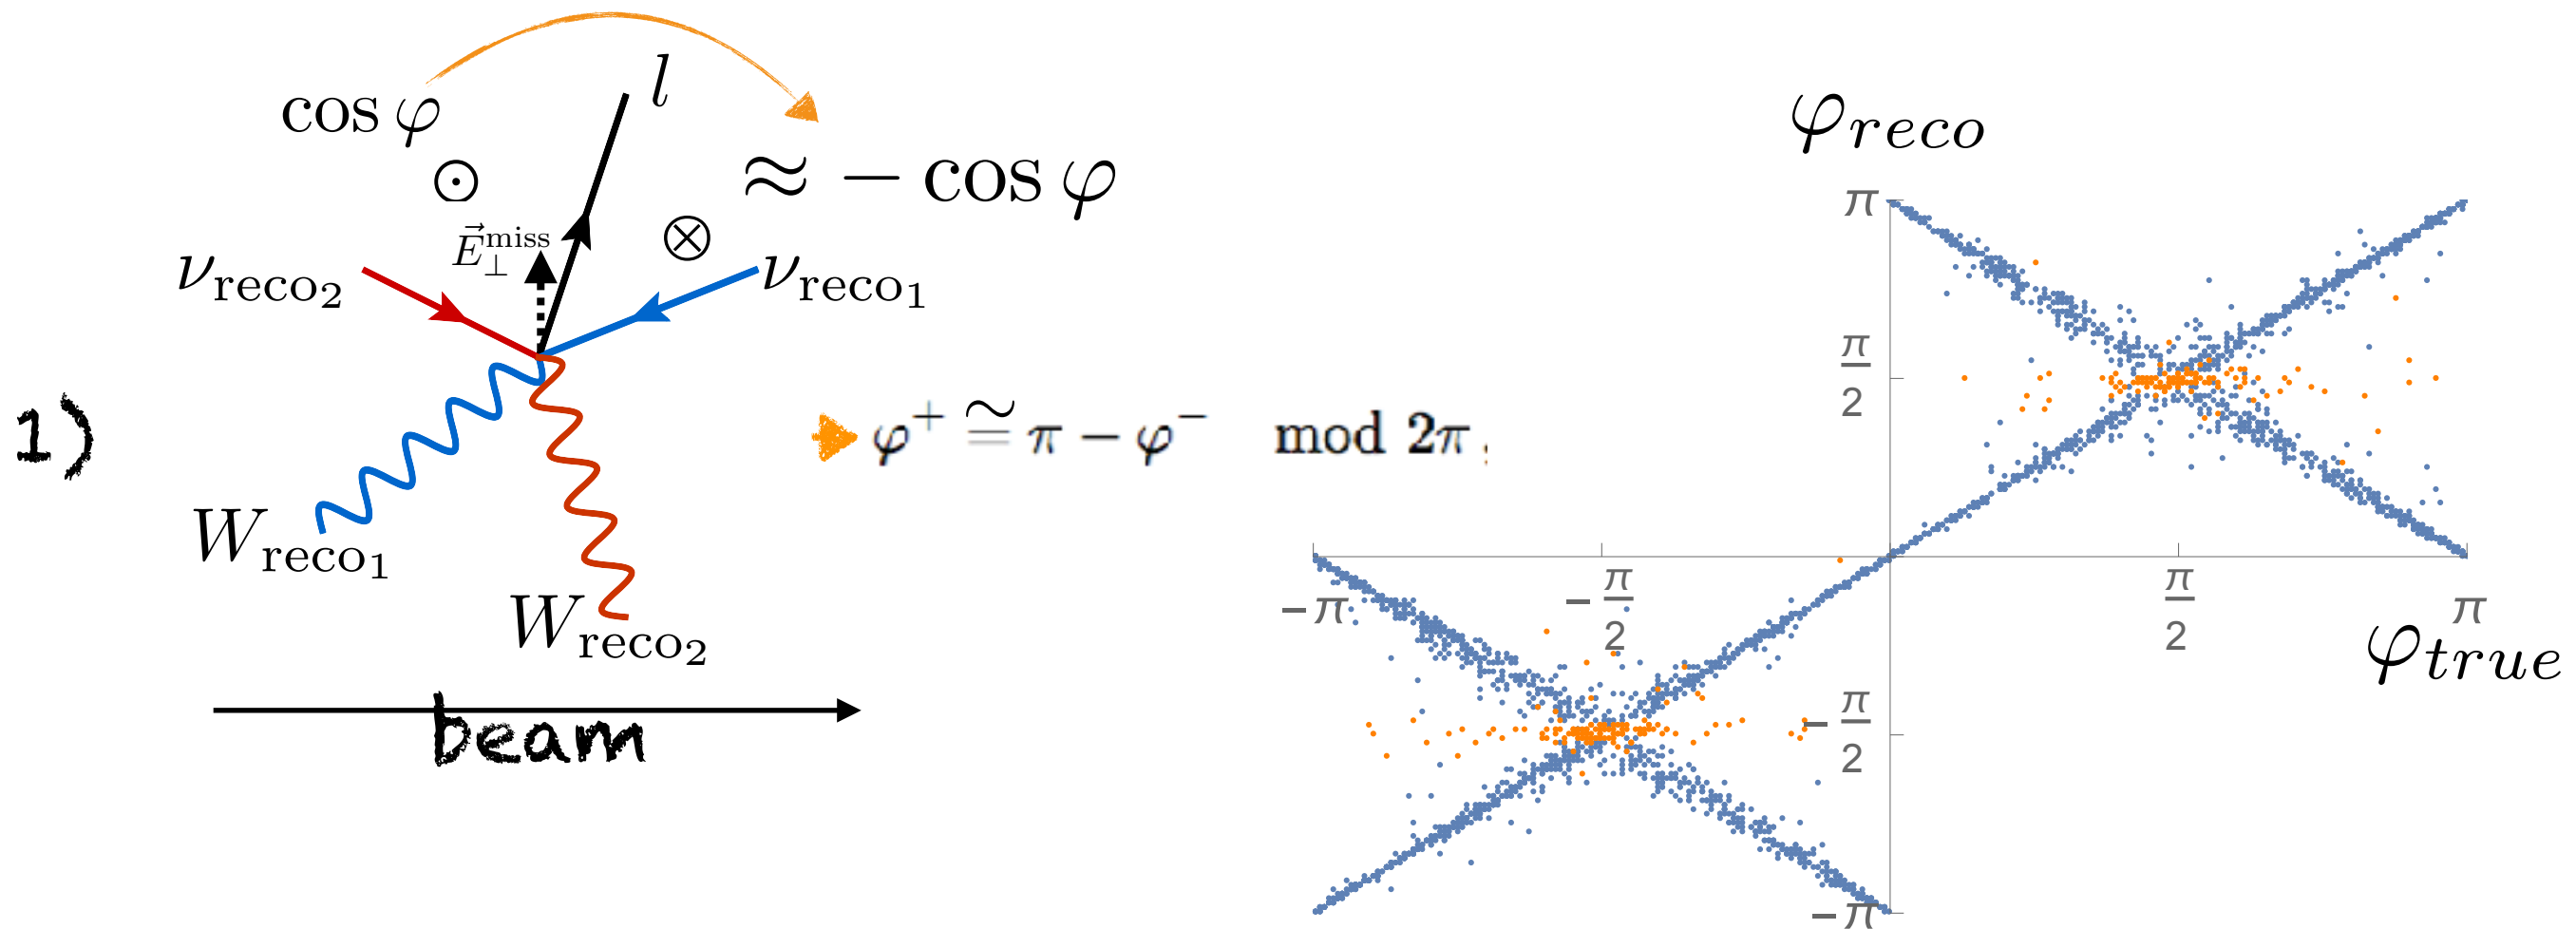 1)
cos φ
l
≈ − cos φ
⊙
⊗
E⃗⊥^miss
ν_reco₂
ν_reco₁
W_reco₁
W_reco₂
beam
φ⁺ ≅ π − φ⁻ mod 2π ,
φ_reco
π
π/2
−π
−π/2
π/2
π
φ_true
−π/2
−π